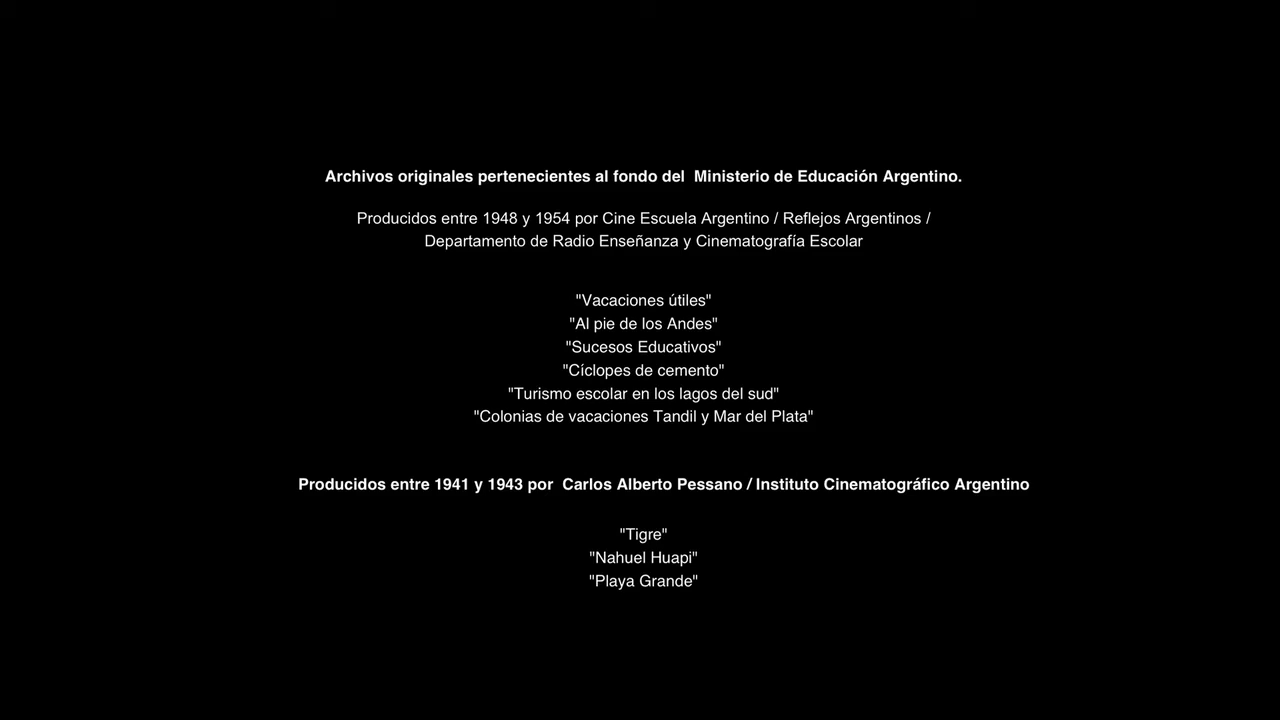 Archivos originales pertenecientes al fondo del  Ministerio de Educación Argentino.
Producidos entre 1948 y 1954 por Cine Escuela Argentino / Reflejos Argentinos /
Departamento de Radio Enseñanza y Cinematografía Escolar
"Vacaciones útiles"
"Al pie de los Andes"
"Sucesos Educativos"
"Cíclopes de cemento"
"Turismo escolar en los lagos del sud"
"Colonias de vacaciones Tandil y Mar del Plata"
Producidos entre 1941 y 1943 por  Carlos Alberto Pessano / Instituto Cinematográfico Argentino
"Tigre"
"Nahuel Huapi"
"Playa Grande"